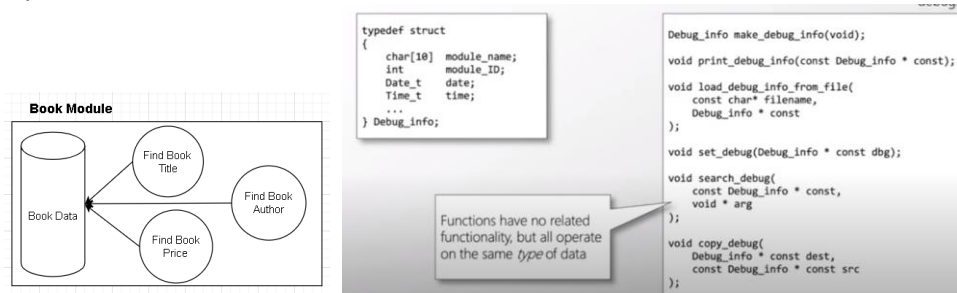 Book Module
Book Data
Find Book
Title
Find Book
Author
Find Book
Price
typedef struct
{
char[10] module_name;
int module_ID;
Date_t date;
Time_t time;
...
} Debug_info;
Functions have no related
functionality, but all operate
on the same type of data
Debug_info make_debug_info(void);
void print_debug_info(const Debug_info * const);
void load_debug_info_from_file(
const char* filename,
Debug_info * const
);
void set_debug(Debug_info * const dbg);
void search_debug(
const Debug_info * const,
void * arg
);
void copy_debug(
Debug_info * const dest,
const Debug_info * const src
);